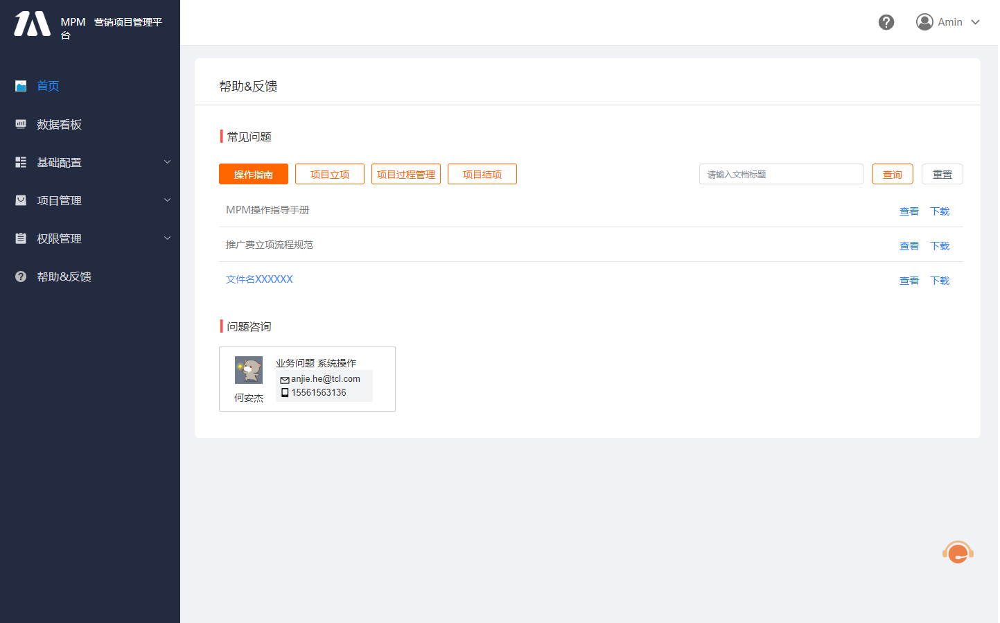 MPM 营销项目管理平
台
Amin
首页
数据看板
基础配置
项目管理
权限管理
帮助&反馈
帮助&反馈
常见问题
操作指南 项目立项 项目过程管理 项目结项 请输入文档标题 查询 重置
MPM操作指导手册 查看 下载
推广费立项流程规范 查看 下载
文件名XXXXXX 查看 下载
问题咨询
业务问题 系统操作
anjie.he@tcl.com
15561563136
何安杰